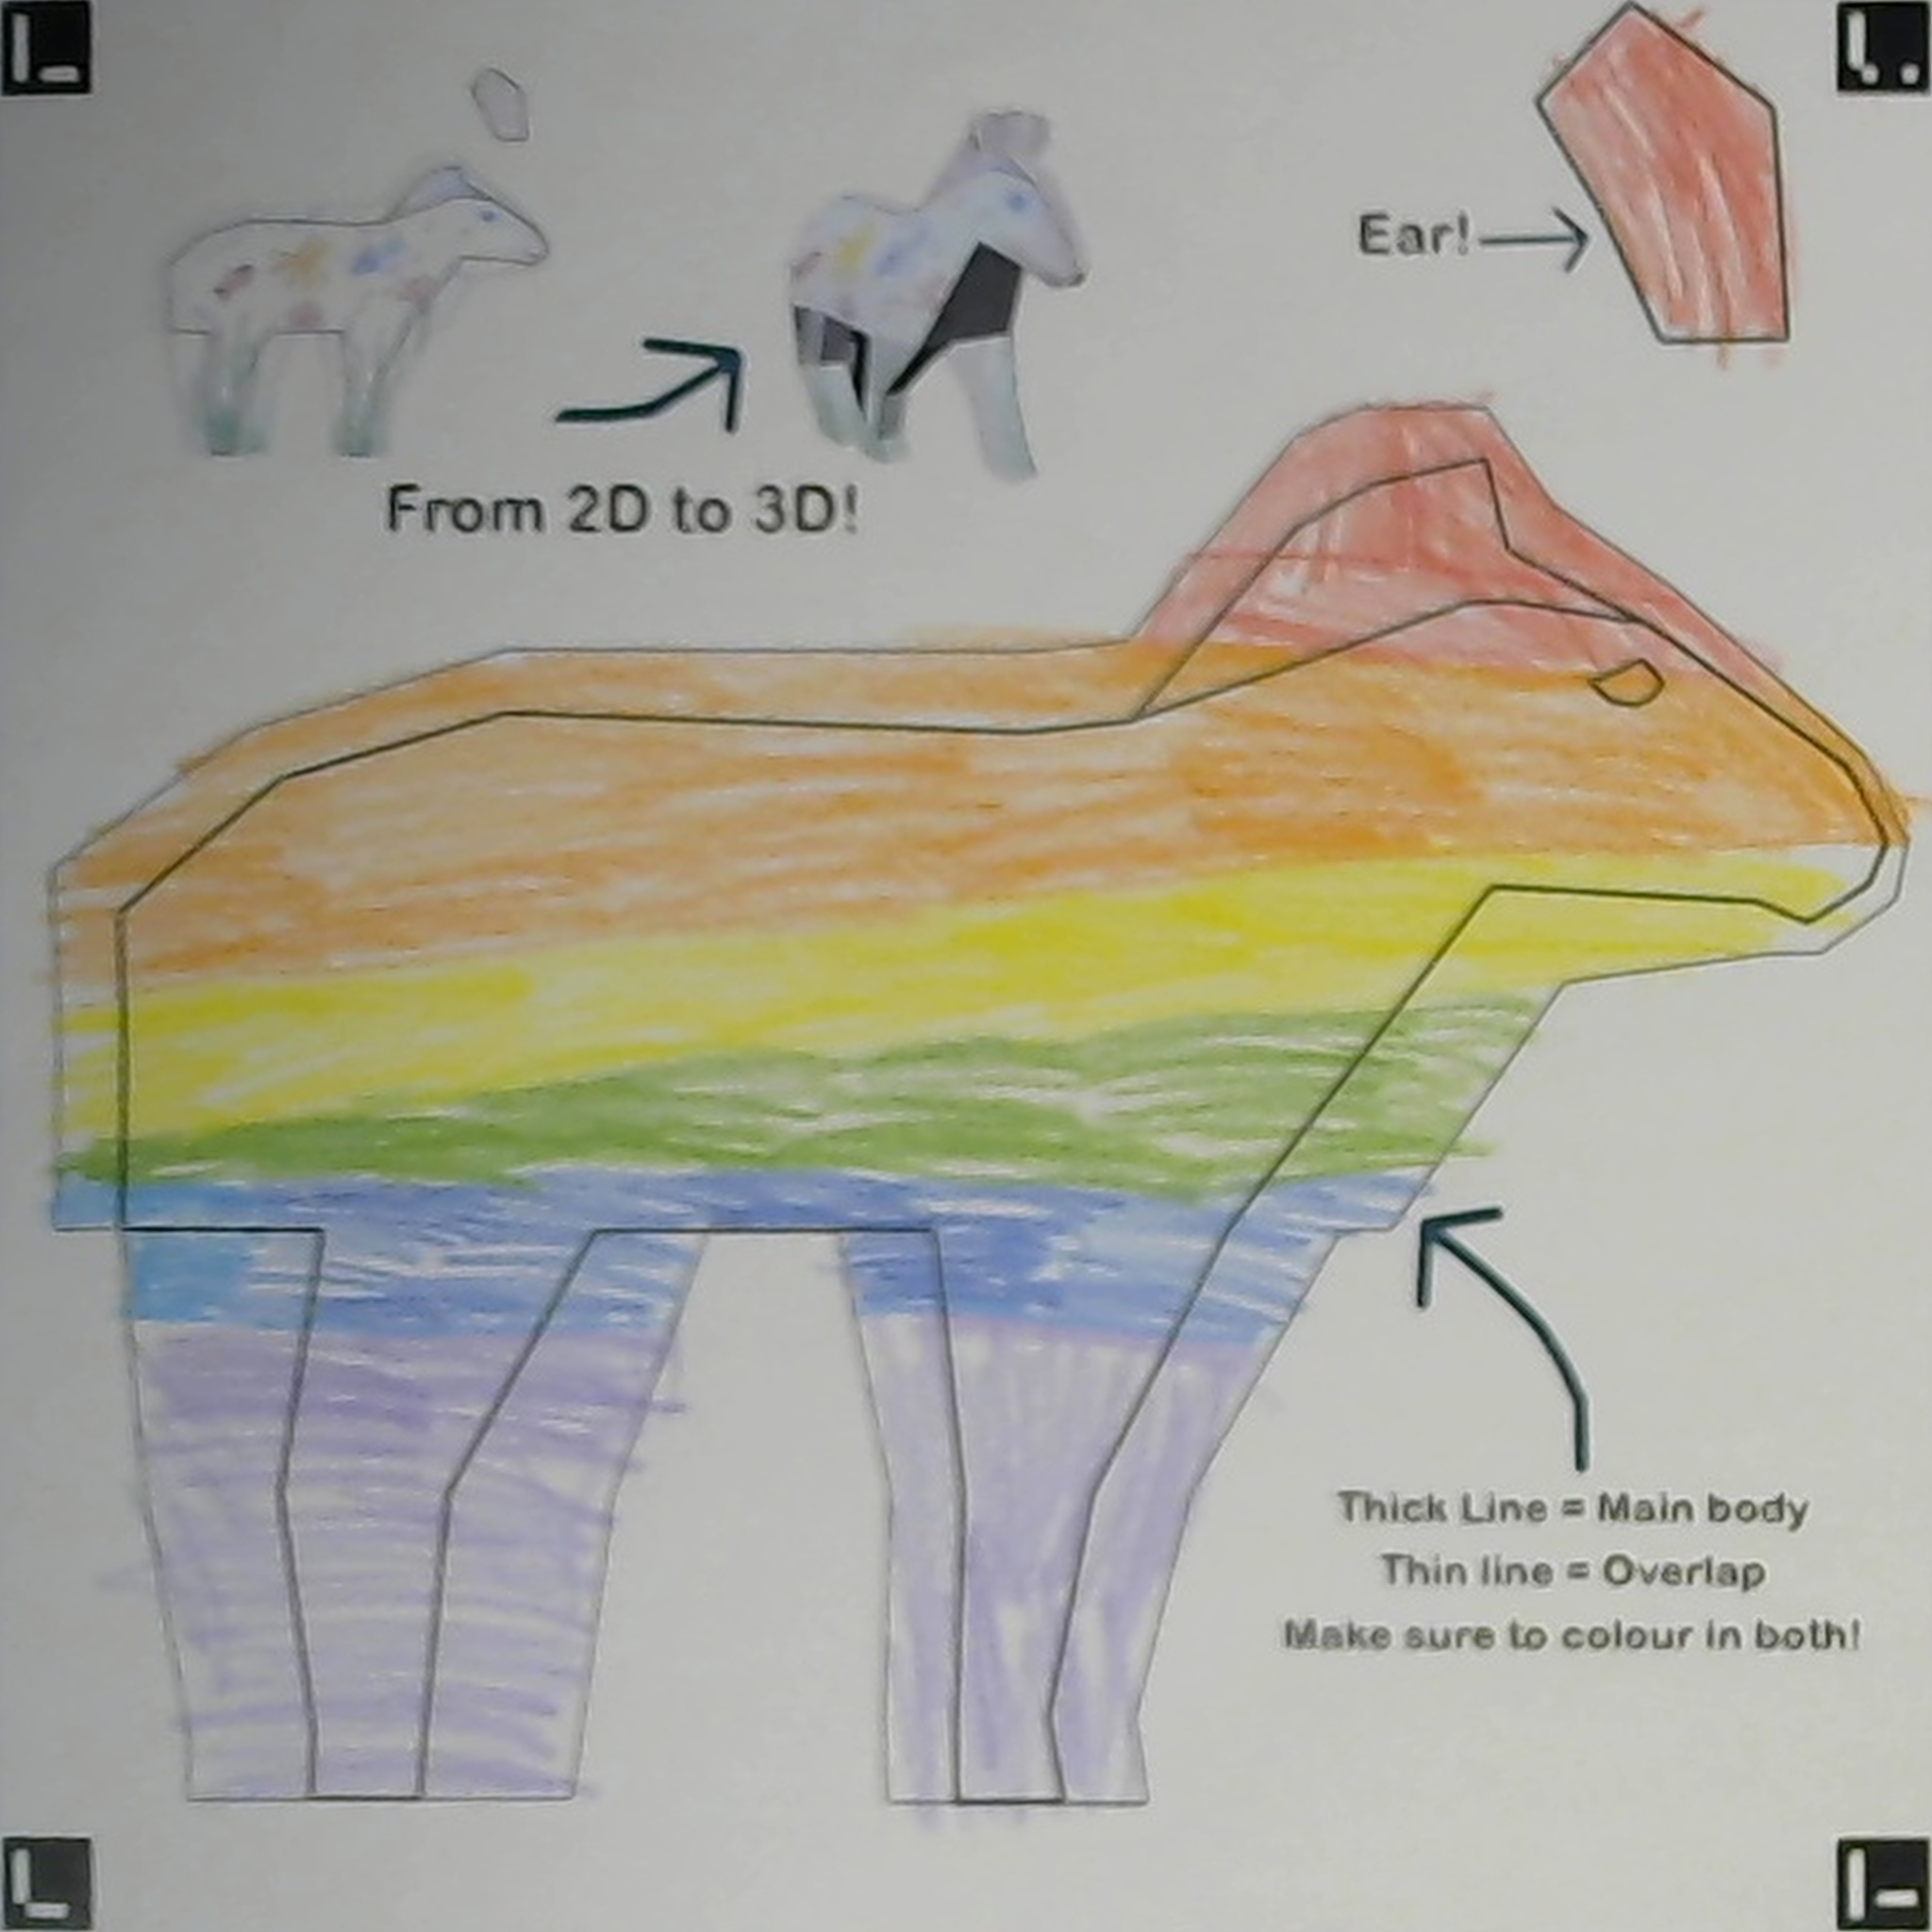 Ear!
From 2D to 3D!
Thick Line = Main body
Thin line = Overlap
Make sure to colour in both!